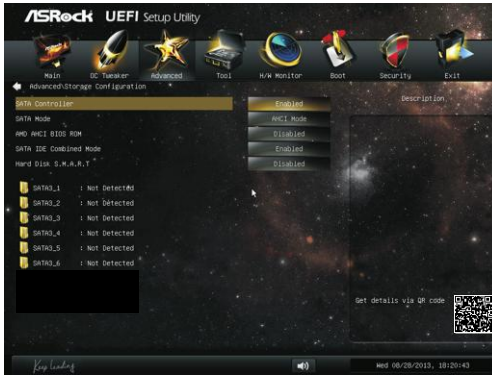 ASRock UEFI Setup Utility
Main OC Tweaker Advanced Tool H/W Monitor Boot Security Exit
Advanced\Storage Configuration
Description
SATA Controller Enabled
SATA Mode AHCI Mode
AMD AHCI BIOS ROM Disabled
SATA IDE Combined Mode Enabled
Hard Disk S.M.A.R.T Disabled
SATA3_1 : Not Detected
SATA3_2 : Not Detected
SATA3_3 : Not Detected
SATA3_4 : Not Detected
SATA3_5 : Not Detected
SATA3_6 : Not Detected
Get details via QR code
Keep Leading
Wed 08/28/2013, 18:20:43